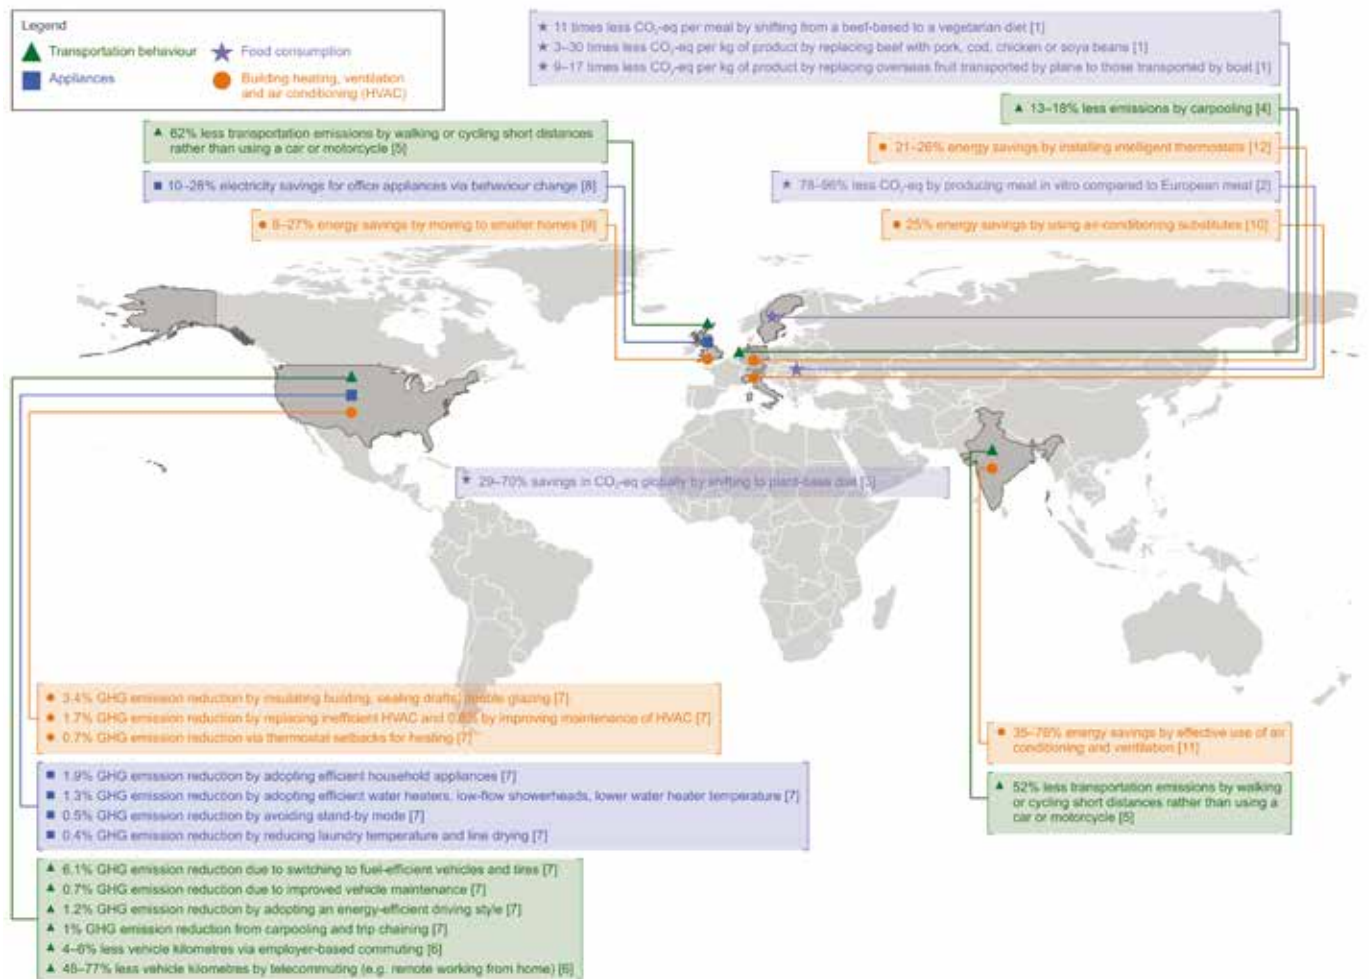 Legend
Transportation behaviour
Food consumption
Appliances
Building heating, ventilation
and air conditioning (HVAC)
11 times less CO₂-eq per meal by shifting from a beef-based to a vegetarian diet [1]
3–30 times less CO₂-eq per kg of product by replacing beef with pork, cod, chicken or soya beans [1]
9–17 times less CO₂-eq per kg of product by replacing overseas fruit transported by plane to those transported by boat [1]
13–18% less emissions by carpooling [4]
62% less transportation emissions by walking or cycling short distances
rather than using a car or motorcycle [5]
21–26% energy savings by installing intelligent thermostats [12]
10–28% electricity savings for office appliances via behaviour change [8]
78–96% less CO₂-eq by producing meat in vitro compared to European meat [2]
8–27% energy savings by moving to smaller homes [9]
25% energy savings by using air-conditioning substitutes [10]
29–70% savings in CO₂-eq globally by shifting to plant-base diet [3]
3.4% GHG emission reduction by insulating building, sealing drafts, double glazing [7]
1.7% GHG emission reduction by replacing inefficient HVAC and by improving maintenance of HVAC [7]
0.7% GHG emission reduction via thermostat setbacks for heating [7]
35–76% energy savings by effective use of air
conditioning and ventilation [11]
1.9% GHG emission reduction by adopting efficient household appliances [7]
1.3% GHG emission reduction by adopting efficient water heaters, low-flow showerheads, lower water heater temperature [7]
0.5% GHG emission reduction by avoiding stand-by mode [7]
0.4% GHG emission reduction by reducing laundry temperature and line drying [7]
52% less transportation emissions by walking
or cycling short distances rather than using a
car or motorcycle [5]
6.1% GHG emission reduction due to switching to fuel-efficient vehicles and tires [7]
0.7% GHG emission reduction due to improved vehicle maintenance [7]
1.2% GHG emission reduction by adopting an energy-efficient driving style [7]
1% GHG emission reduction from carpooling and trip chaining [7]
4–6% less vehicle kilometres via employer-based commuting [6]
48–77% less vehicle kilometres by telecommuting (e.g. remote working from home) [6]